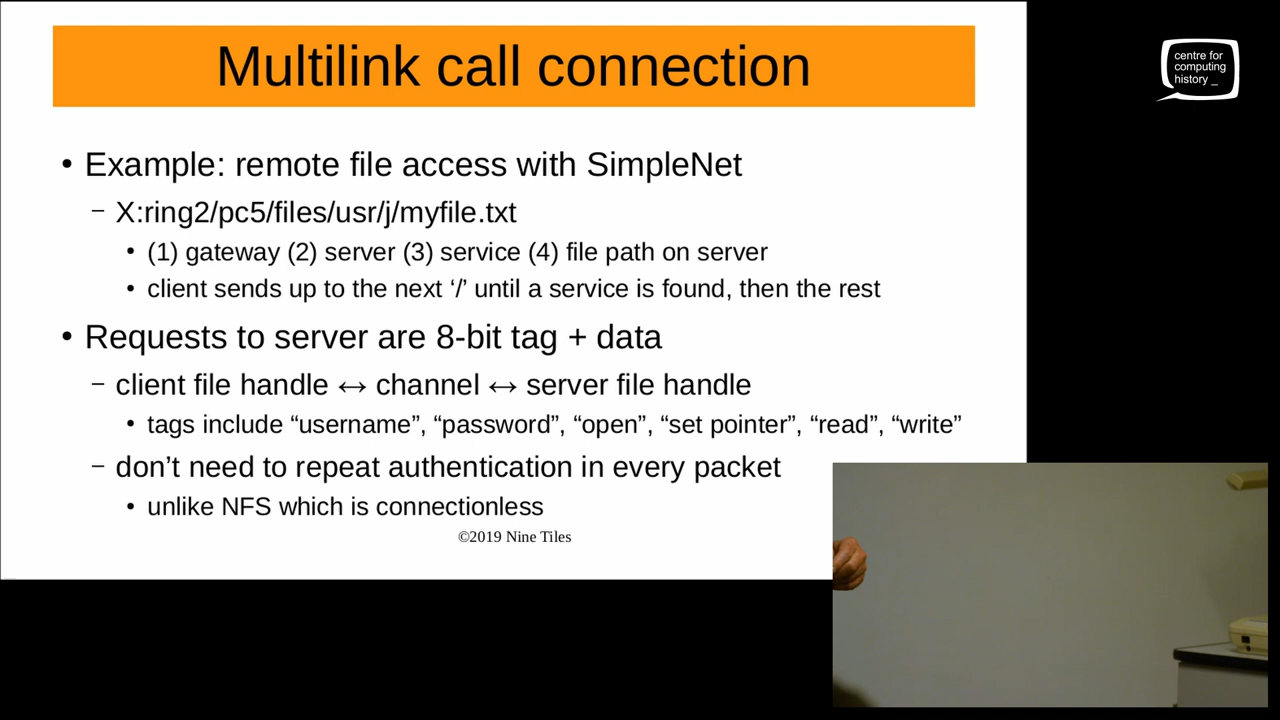 Multilink call connection
centre for
computing
history _
• Example: remote file access with SimpleNet
– X:ring2/pc5/files/usr/j/myfile.txt
• (1) gateway (2) server (3) service (4) file path on server
• client sends up to the next ‘/’ until a service is found, then the rest
• Requests to server are 8-bit tag + data
– client file handle ↔ channel ↔ server file handle
• tags include “username”, “password”, “open”, “set pointer”, “read”, “write”
– don’t need to repeat authentication in every packet
• unlike NFS which is connectionless
©2019 Nine Tiles